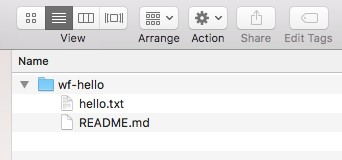 View Arrange Action Share Edit Tags
Name
wf-hello
hello.txt
README.md